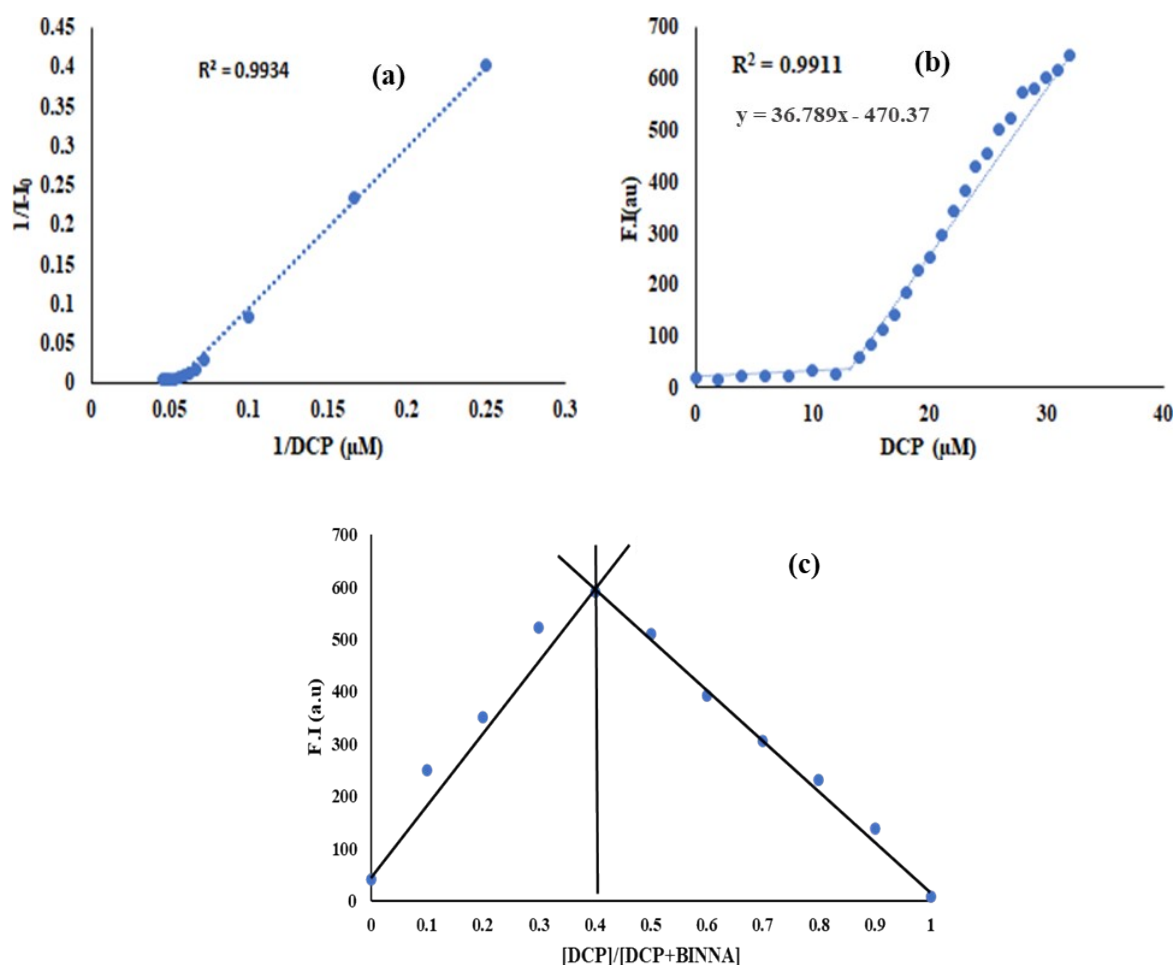 0.45
0.4
0.35
0.3
0.25
0.2
0.15
0.1
0.05
0
R² = 0.9934
(a)
1/I-I₀
0 0.05 0.1 0.15 0.2 0.25 0.3
1/DCP (μM)
700
600
500
400
300
200
100
0
R² = 0.9911
(b)
y = 36.789x - 470.37
F.I(au)
0 10 20 30 40
DCP (μM)
700
600
500
400
300
200
100
0
(c)
F.I (a.u)
0 0.1 0.2 0.3 0.4 0.5 0.6 0.7 0.8 0.9 1
[DCP]/[DCP+BINNA]